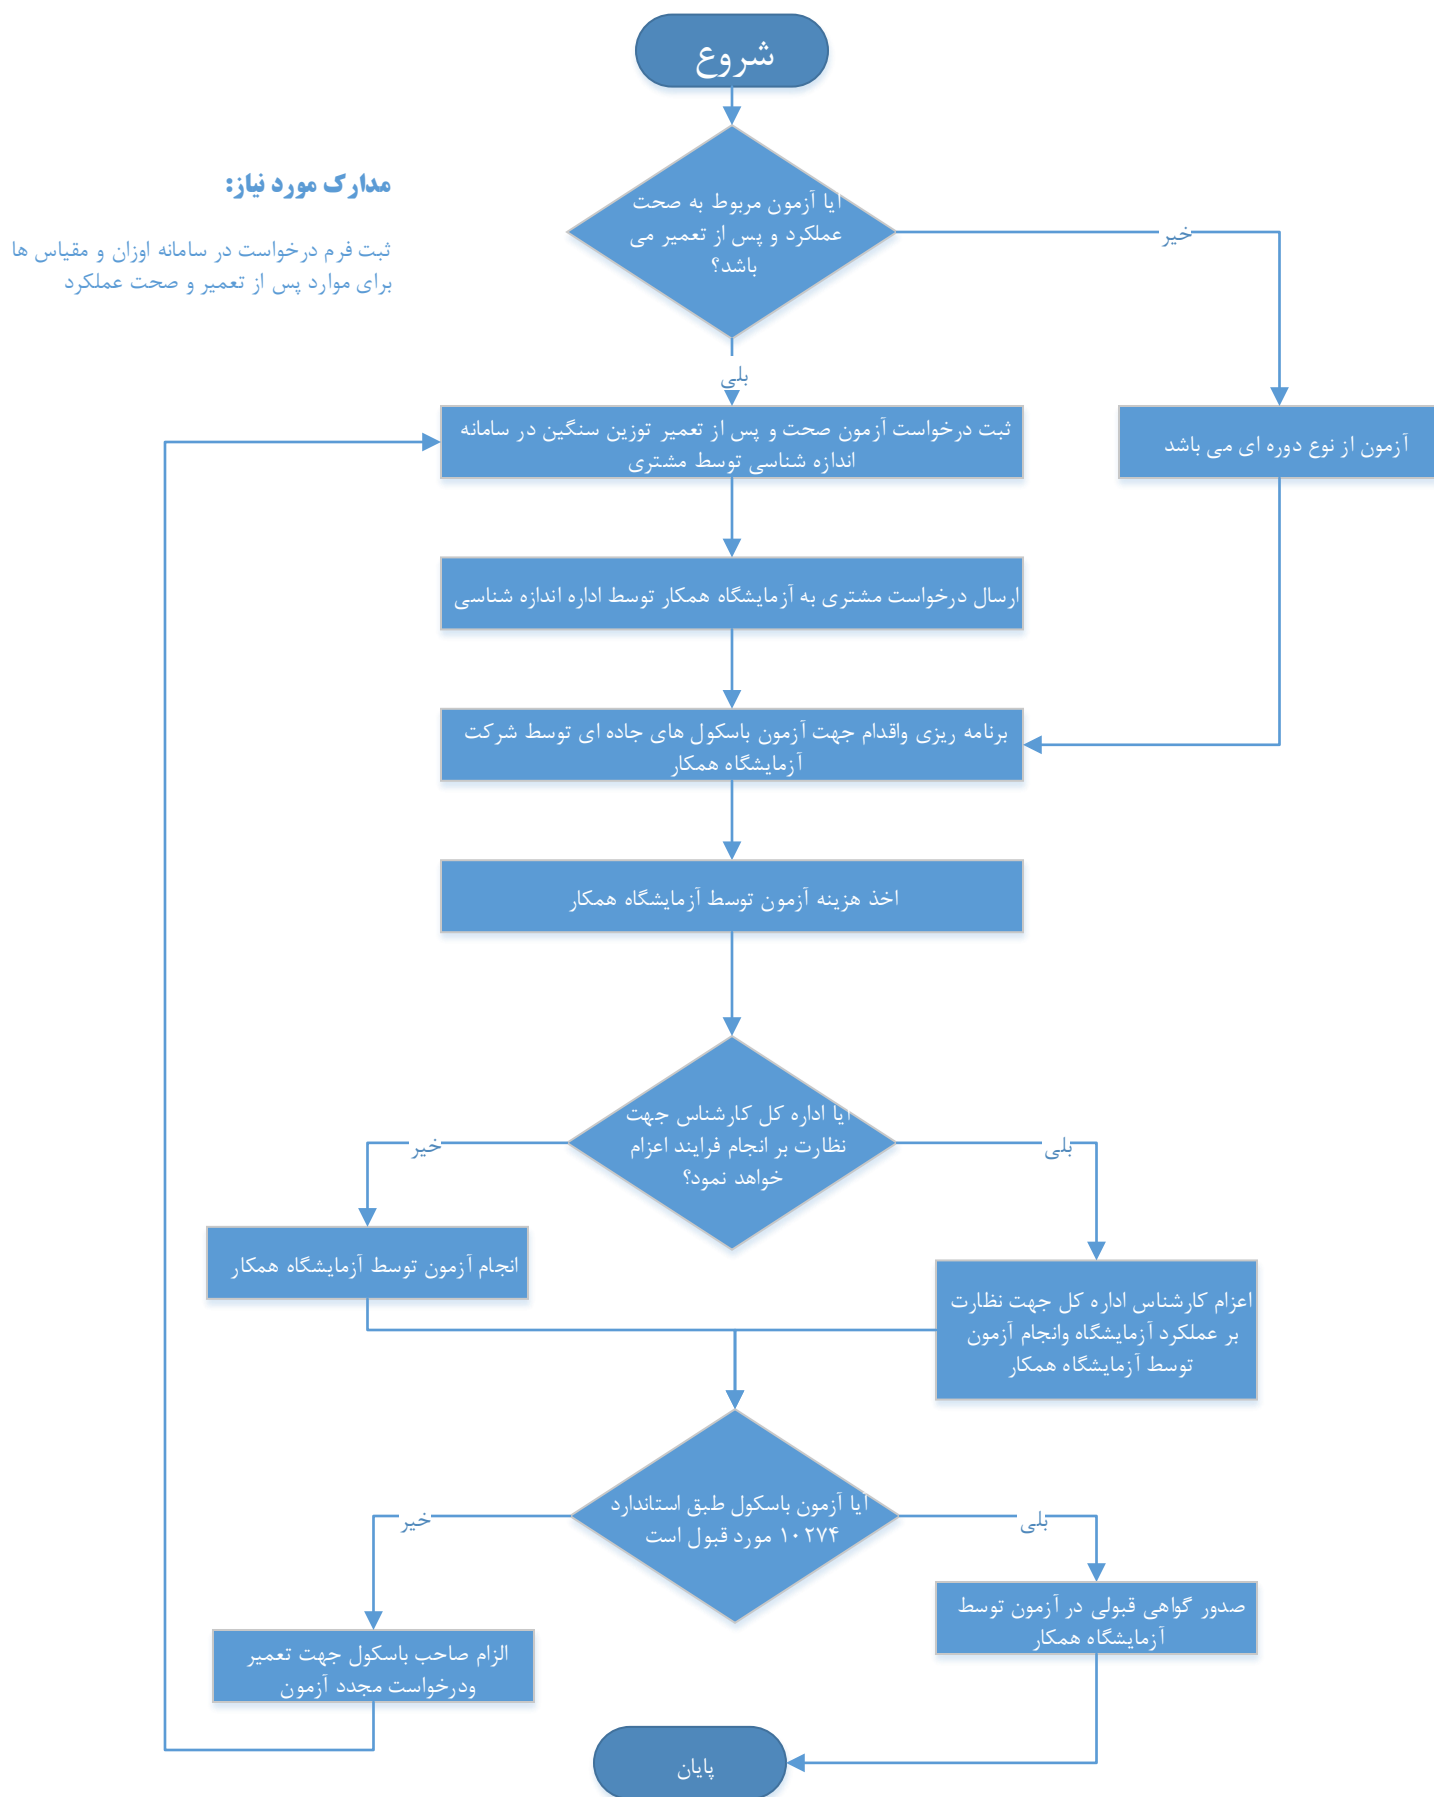 شروع
مدارک مورد نیاز:
ثبت فرم درخواست در سامانه اوزان و مقیاس ها
برای موارد پس از تعمیر و صحت عملکرد
آیا آزمون مربوط به صحت
عملکرد و پس از تعمیر می
باشد؟
خیر
بلی
ثبت درخواست آزمون صحت و پس از تعمیر توزین سنگین در سامانه
اندازه شناسی توسط مشتری
آزمون از نوع دوره ای می باشد
ارسال درخواست مشتری به آزمایشگاه همکار توسط اداره اندازه شناسی
برنامه ریزی واقدام جهت آزمون باسکول های جاده ای توسط شرکت
آزمایشگاه همکار
اخذ هزینه آزمون توسط آزمایشگاه همکار
آیا اداره کل کارشناس جهت
نظارت بر انجام فرایند اعزام
خواهد نمود؟
بلی
خیر
انجام آزمون توسط آزمایشگاه همکار
اعزام کارشناس اداره کل جهت نظارت
بر عملکرد آزمایشگاه وانجام آزمون
توسط آزمایشگاه همکار
آیا آزمون باسکول طبق استاندارد
۱۰۲۷۴ مورد قبول است
بلی
خیر
صدور گواهی قبولی در آزمون توسط
آزمایشگاه همکار
الزام صاحب باسکول جهت تعمیر
ودرخواست مجدد آزمون
پایان